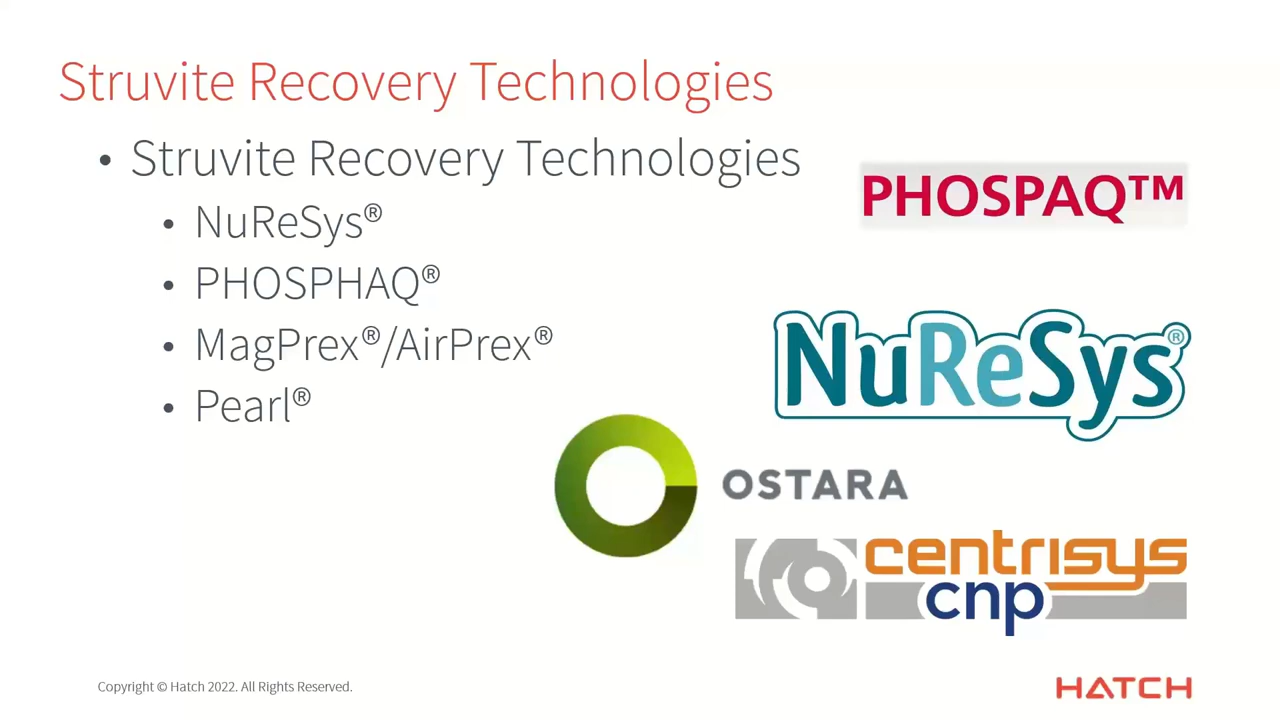 Struvite Recovery Technologies
• Struvite Recovery Technologies
• NuReSys®
• PHOSPHAQ®
• MagPrex®/AirPrex®
• Pearl®
PHOSPAQ™
NuReSys®
OSTARA
centrisys
cnp
Copyright © Hatch 2022. All Rights Reserved.
HATCH